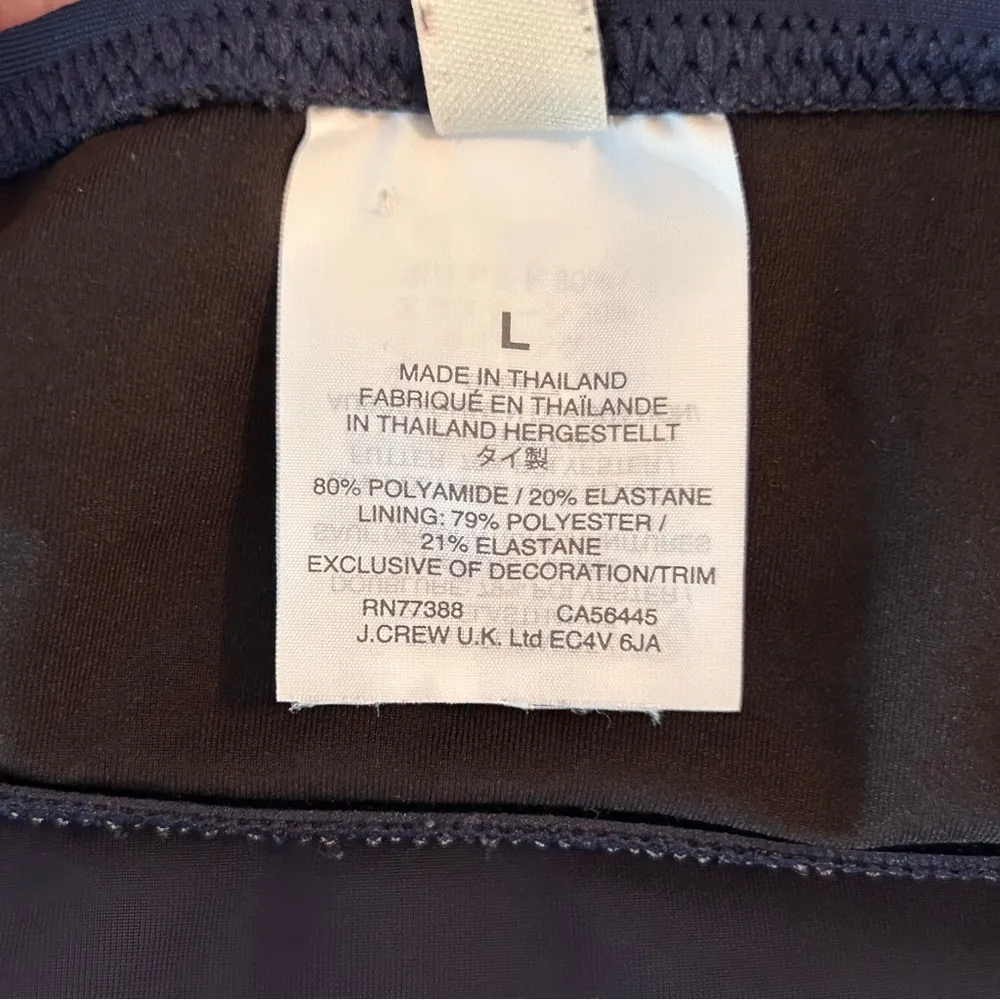 L
MADE IN THAILAND
FABRIQUÉ EN THAÏLANDE
IN THAILAND HERGESTELLT
タイ製
80% POLYAMIDE / 20% ELASTANE
LINING: 79% POLYESTER /
21% ELASTANE
EXCLUSIVE OF DECORATION/TRIM
RN77388 CA56445
J.CREW U.K. Ltd EC4V 6JA